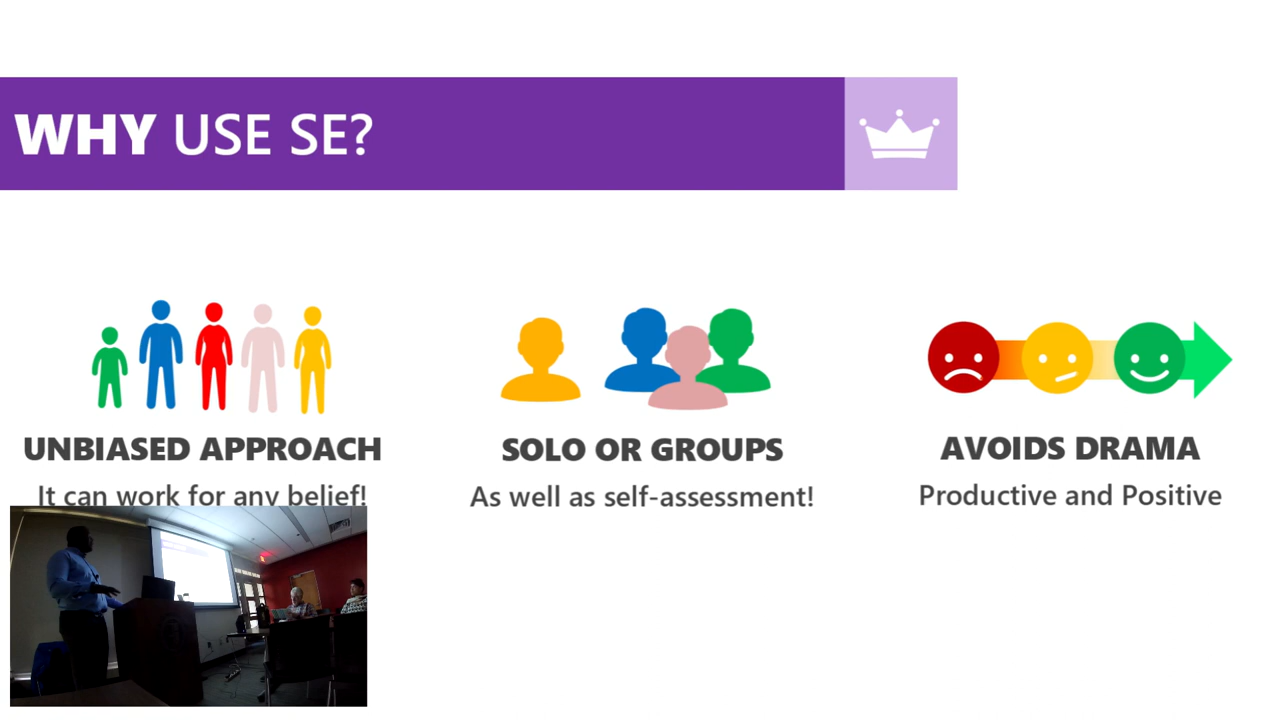 WHY USE SE?
UNBIASED APPROACH
It can work for any belief!
SOLO OR GROUPS
As well as self-assessment!
AVOIDS DRAMA
Productive and Positive